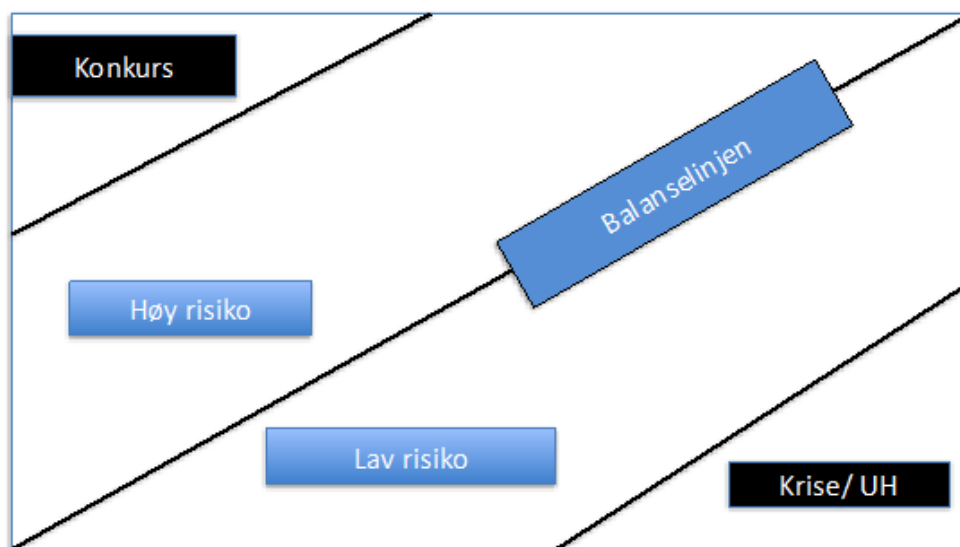 Konkurs
Balanselinjen
Høy risiko
Lav risiko
Krise/ UH